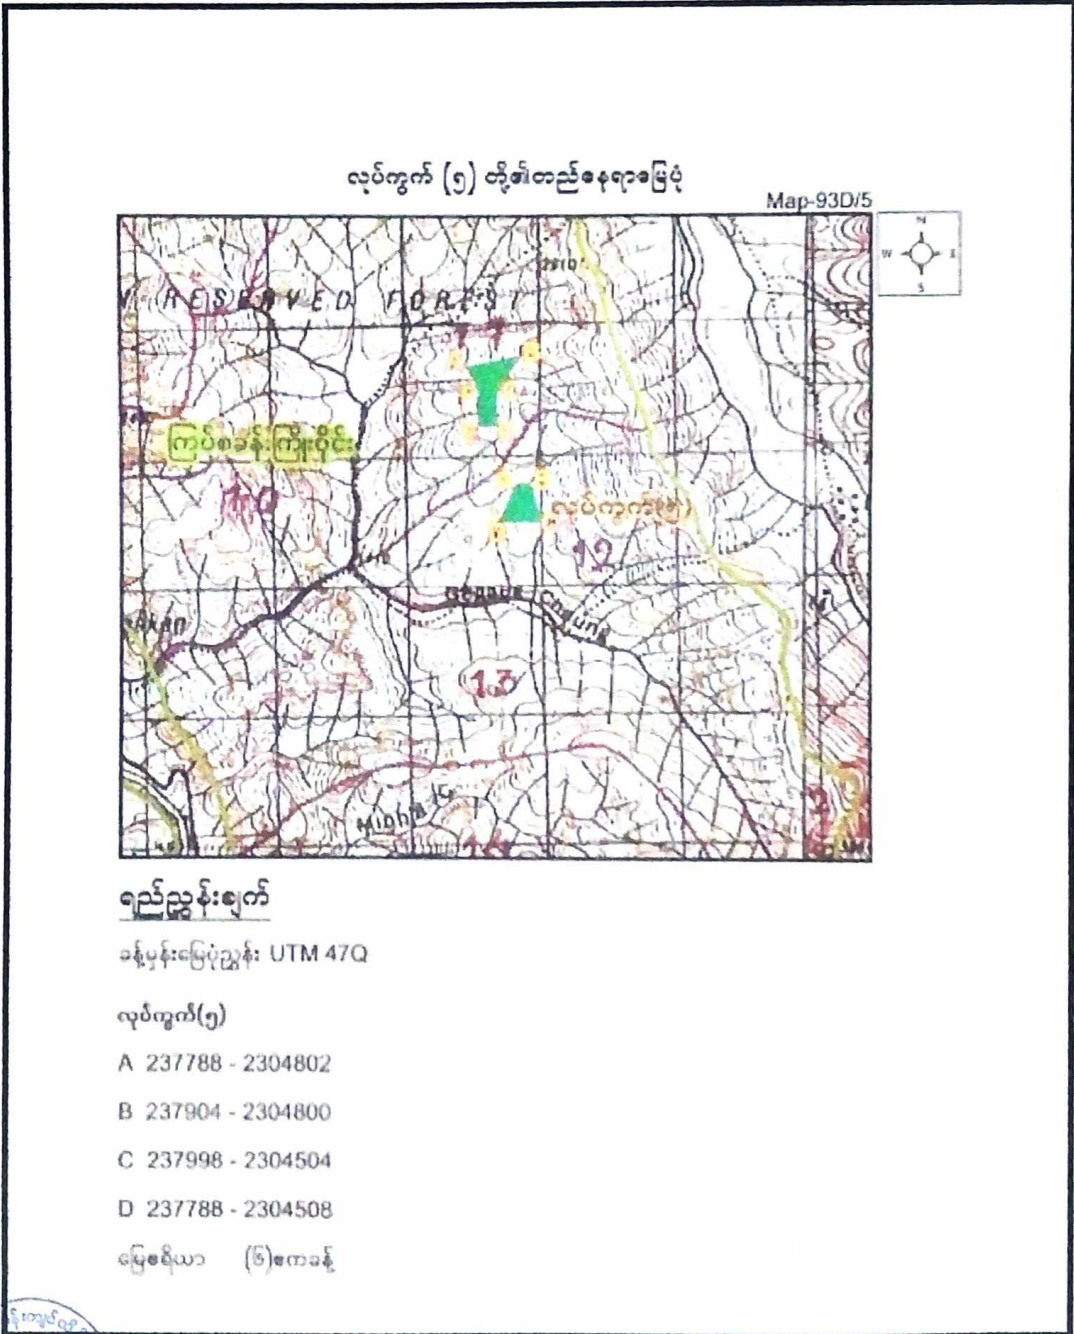 လုပ်ကွက် (၅) တို့၏တည်နေရာမြေပုံ
Map-93D/5
N
W E
S
RESERVED FOREST
ကြပ်စခန်းကြိုးဝိုင်း
လုပ်ကွက်(၅)
Chaung
13
ရည်ညွှန်းချက်
ခန့်မှန်းမြေပုံညွှန်း UTM 47Q
လုပ်ကွက်(၅)
A 237788 - 2304802
B 237904 - 2304800
C 237998 - 2304504
D 237788 - 2304508
မြေဧရိယာ (၆)ဧကခန့်